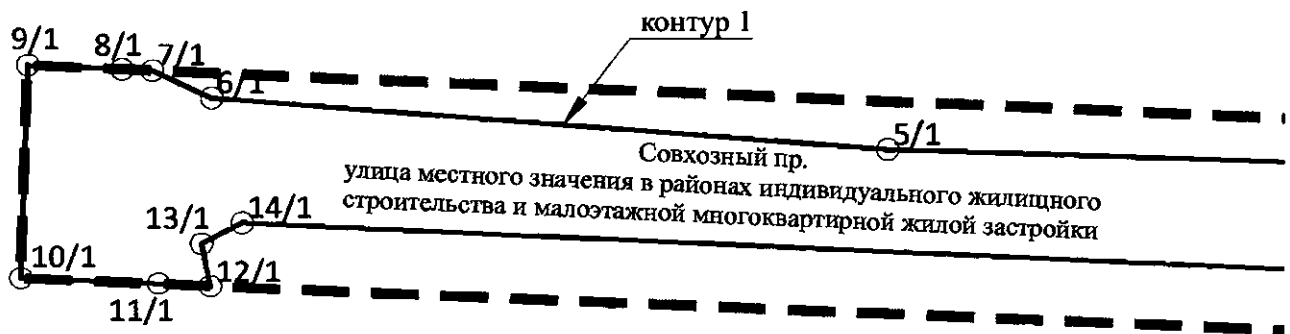 контур 1
9/1
8/1
7/1
6/1
5/1
Совхозный пр.
улица местного значения в районах индивидуального жилищного
строительства и малоэтажной многоквартирной жилой застройки
14/1
13/1
10/1
12/1
11/1